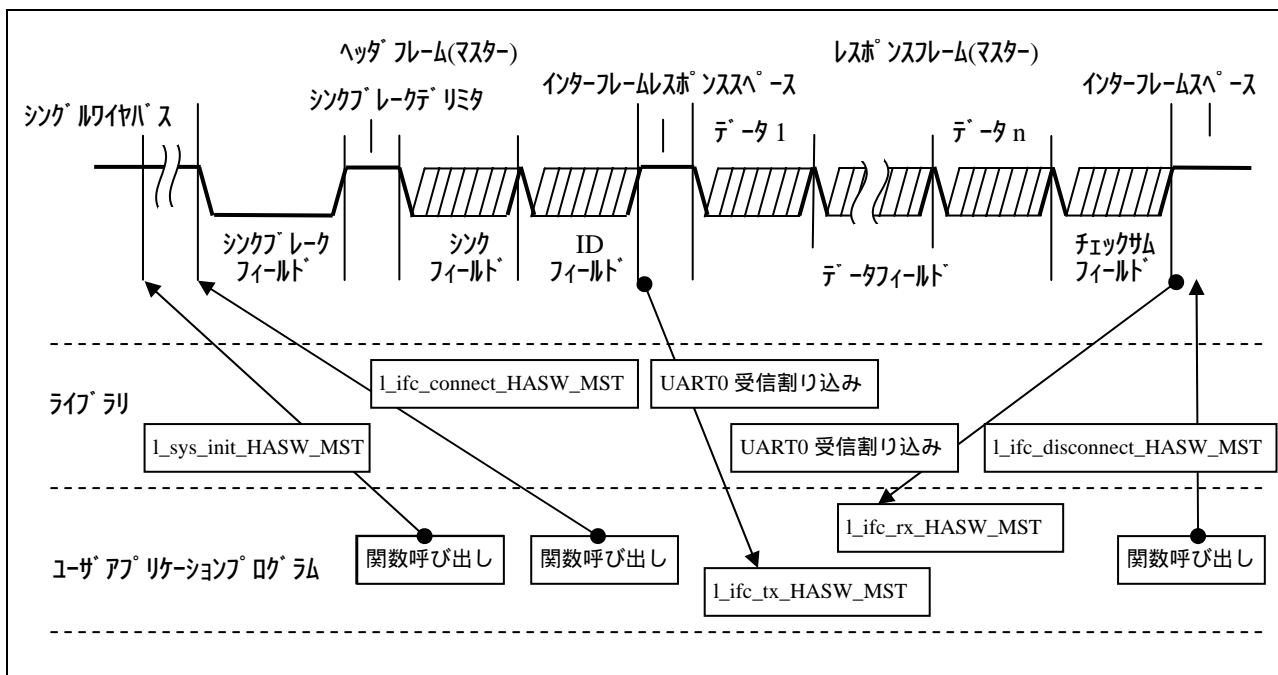 ヘッダフレーム(マスター)
レスポンスフレーム(マスター)
シンクブレークデリミタ
インターフレームレスポンススペース
インターフレームスペース
シングルワイヤバス
データ 1
データ n
シンクブレーク
フィールド
シンク
フィールド
ID
フィールド
データフィールド
チェックサム
フィールド
l_ifc_connect_HASW_MST
UART0 受信割り込み
ライブラリ
l_sys_init_HASW_MST
UART0 受信割り込み
l_ifc_disconnect_HASW_MST
l_ifc_rx_HASW_MST
関数呼び出し
関数呼び出し
関数呼び出し
ユーザアプリケーションプログラム
l_ifc_tx_HASW_MST